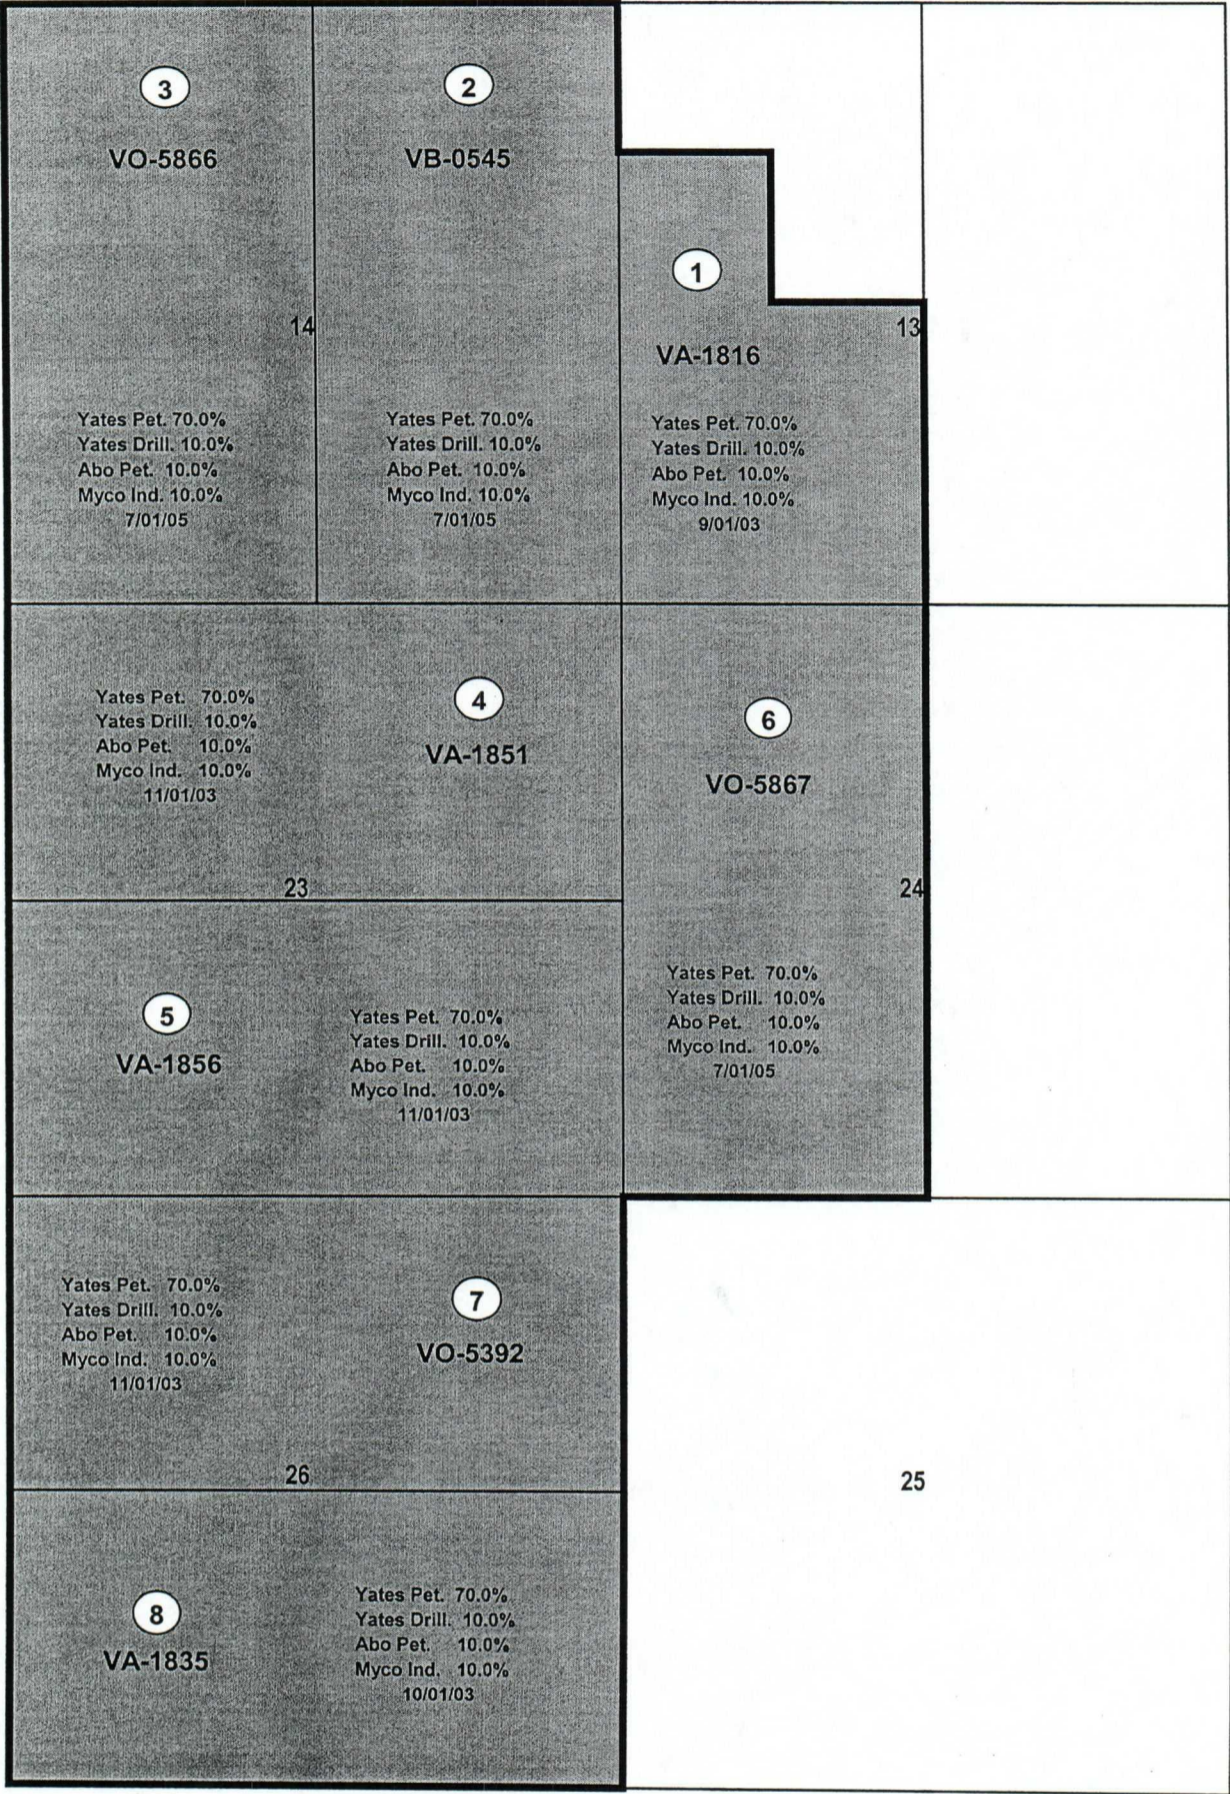 3
VO-5866
14
Yates Pet. 70.0%
Yates Drill. 10.0%
Abo Pet. 10.0%
Myco Ind. 10.0%
7/01/05
2
VB-0545
Yates Pet. 70.0%
Yates Drill. 10.0%
Abo Pet. 10.0%
Myco Ind. 10.0%
7/01/05
1
13
VA-1816
Yates Pet. 70.0%
Yates Drill. 10.0%
Abo Pet. 10.0%
Myco Ind. 10.0%
9/01/03
Yates Pet. 70.0%
Yates Drill. 10.0%
Abo Pet. 10.0%
Myco Ind. 10.0%
11/01/03
4
VA-1851
23
6
VO-5867
24
Yates Pet. 70.0%
Yates Drill. 10.0%
Abo Pet. 10.0%
Myco Ind. 10.0%
7/01/05
5
VA-1856
Yates Pet. 70.0%
Yates Drill. 10.0%
Abo Pet. 10.0%
Myco Ind. 10.0%
11/01/03
Yates Pet. 70.0%
Yates Drill. 10.0%
Abo Pet. 10.0%
Myco Ind. 10.0%
11/01/03
7
VO-5392
26
25
8
VA-1835
Yates Pet. 70.0%
Yates Drill. 10.0%
Abo Pet. 10.0%
Myco Ind. 10.0%
10/01/03